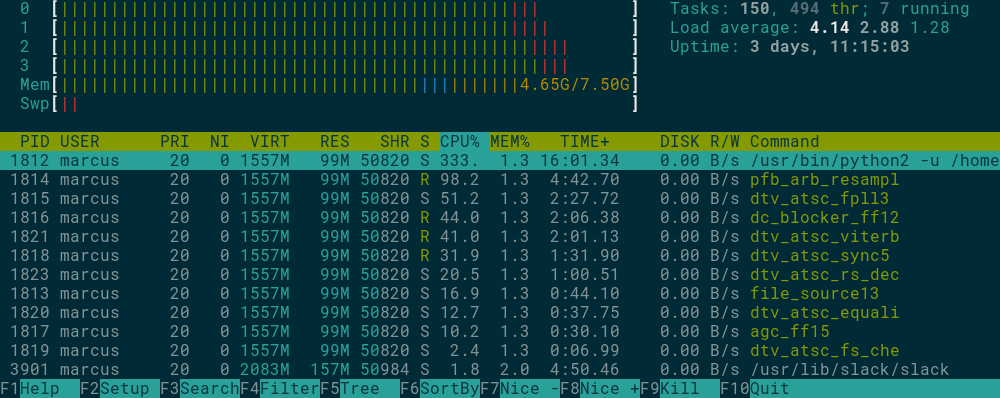 0 [||||||||||||||||||||||||||||||||||||||||||||||||     ] Tasks: 150, 494 thr; 7 running
1 [|||||||||||||||||||||||||||||||||||||||||||||||||    ] Load average: 4.14 2.88 1.28
2 [|||||||||||||||||||||||||||||||||||||||||||||||||||  ] Uptime: 3 days, 11:15:03
3 [|||||||||||||||||||||||||||||||||||||||||||||||||||  ]
Mem[||||||||||||||||||||||||||||||||||||||||||||||4.65G/7.50G]
Swp[||                                                  ]
PID USER PRI NI VIRT RES SHR S CPU% MEM% TIME+ DISK R/W Command
1812 marcus 20 0 1557M 99M 50820 S 333. 1.3 16:01.34 0.00 B/s /usr/bin/python2 -u /home
1814 marcus 20 0 1557M 99M 50820 R 98.2 1.3 4:42.70 0.00 B/s pfb_arb_resampl
1815 marcus 20 0 1557M 99M 50820 S 51.2 1.3 2:27.72 0.00 B/s dtv_atsc_fpll3
1816 marcus 20 0 1557M 99M 50820 R 44.0 1.3 2:06.38 0.00 B/s dc_blocker_ff12
1821 marcus 20 0 1557M 99M 50820 R 41.0 1.3 2:01.13 0.00 B/s dtv_atsc_viterb
1818 marcus 20 0 1557M 99M 50820 R 31.9 1.3 1:31.90 0.00 B/s dtv_atsc_sync5
1823 marcus 20 0 1557M 99M 50820 S 20.5 1.3 1:00.51 0.00 B/s dtv_atsc_rs_dec
1813 marcus 20 0 1557M 99M 50820 S 16.9 1.3 0:44.10 0.00 B/s file_source13
1820 marcus 20 0 1557M 99M 50820 S 12.7 1.3 0:37.75 0.00 B/s dtv_atsc_equali
1817 marcus 20 0 1557M 99M 50820 S 10.2 1.3 0:30.10 0.00 B/s agc_ff15
1819 marcus 20 0 1557M 99M 50820 S 2.4 1.3 0:06.99 0.00 B/s dtv_atsc_fs_che
3901 marcus 20 0 2083M 157M 50984 S 1.8 2.0 4:50.46 0.00 B/s /usr/lib/slack/slack
F1Help F2Setup F3SearchF4FilterF5Tree F6SortByF7Nice -F8Nice +F9Kill F10Quit